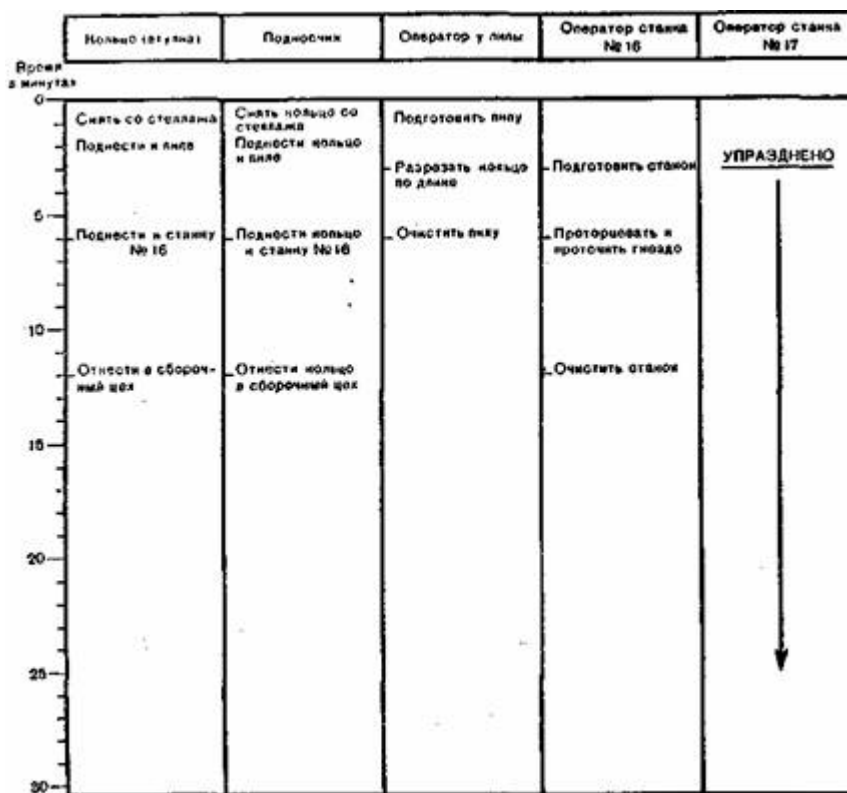 Кольцо (втулка)
Подносчик
Оператор у пилы
Оператор станка
№ 16
Оператор станка
№ 17
Время
в минутах
0
5
10
15
20
25
30
Снять со стеллажа
Поднести к пиле
Поднести к станку
№ 16
Отнести в сбороч-
ный цех
Снять кольцо со
стеллажа
Поднести кольцо
к пиле
Поднести кольцо
к станку № 16
Отнести кольцо
в сборочный цех
Подготовить пилу
Разрезать кольцо
по длине
Очистить пилу
Подготовить станок
Проторцевать и
проточить гнездо
Очистить станок
УПРАЗДНЕНО